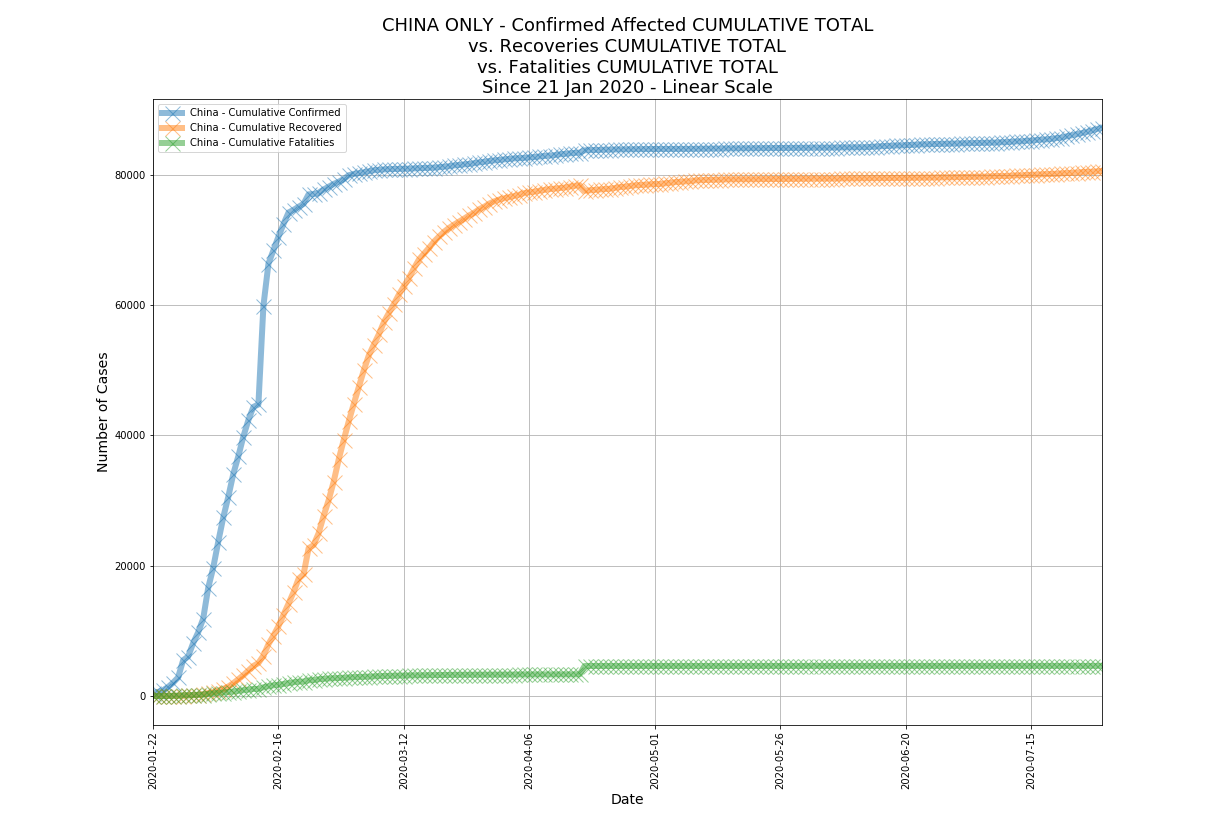 CHINA ONLY - Confirmed Affected CUMULATIVE TOTAL
vs. Recoveries CUMULATIVE TOTAL
vs. Fatalities CUMULATIVE TOTAL
Since 21 Jan 2020 - Linear Scale
China - Cumulative Confirmed
China - Cumulative Recovered
China - Cumulative Fatalities
Number of Cases
80000
60000
40000
20000
0
2020-01-22
2020-02-16
2020-03-12
2020-04-06
2020-05-01
2020-05-26
2020-06-20
2020-07-15
Date